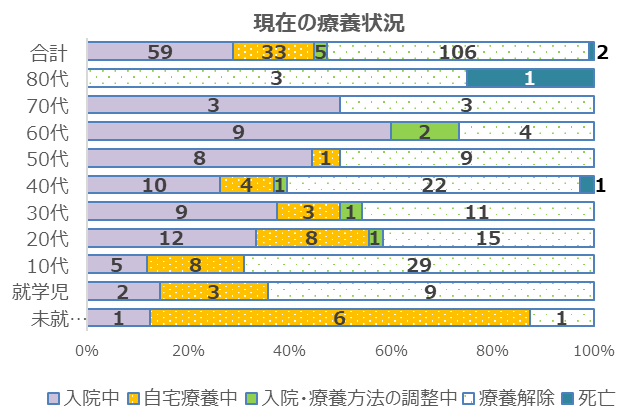 現在の療養状況
合計 59 33 5 106 2
80代 3 1
70代 3 3
60代 9 2 4
50代 8 1 9
40代 10 4 1 22 1
30代 9 3 1 11
20代 12 8 1 15
10代 5 8 29
就学児 2 3 9
未就… 1 6 1
0% 20% 40% 60% 80% 100%
入院中 自宅療養中 入院・療養方法の調整中 療養解除 死亡